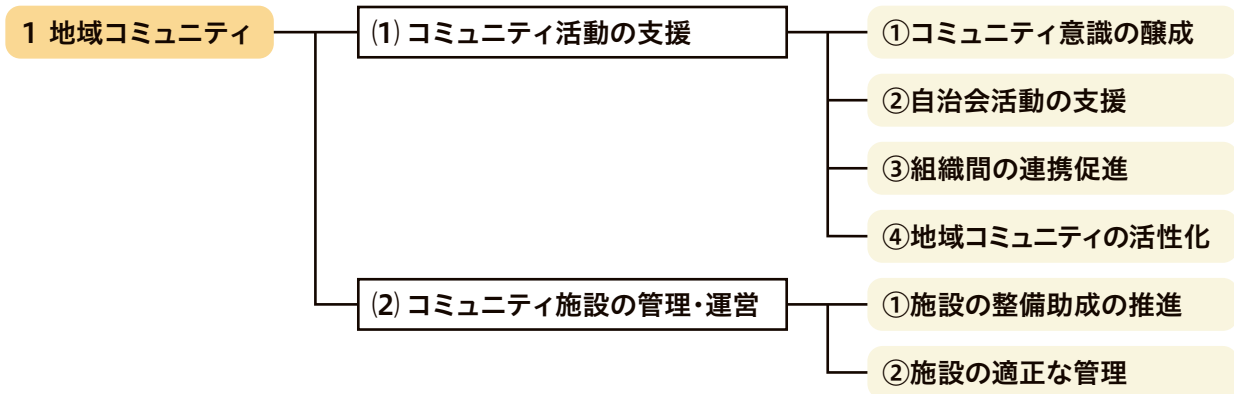 1 地域コミュニティ
(1) コミュニティ活動の支援
①コミュニティ意識の醸成
②自治会活動の支援
③組織間の連携促進
④地域コミュニティの活性化
(2) コミュニティ施設の管理・運営
①施設の整備助成の推進
②施設の適正な管理